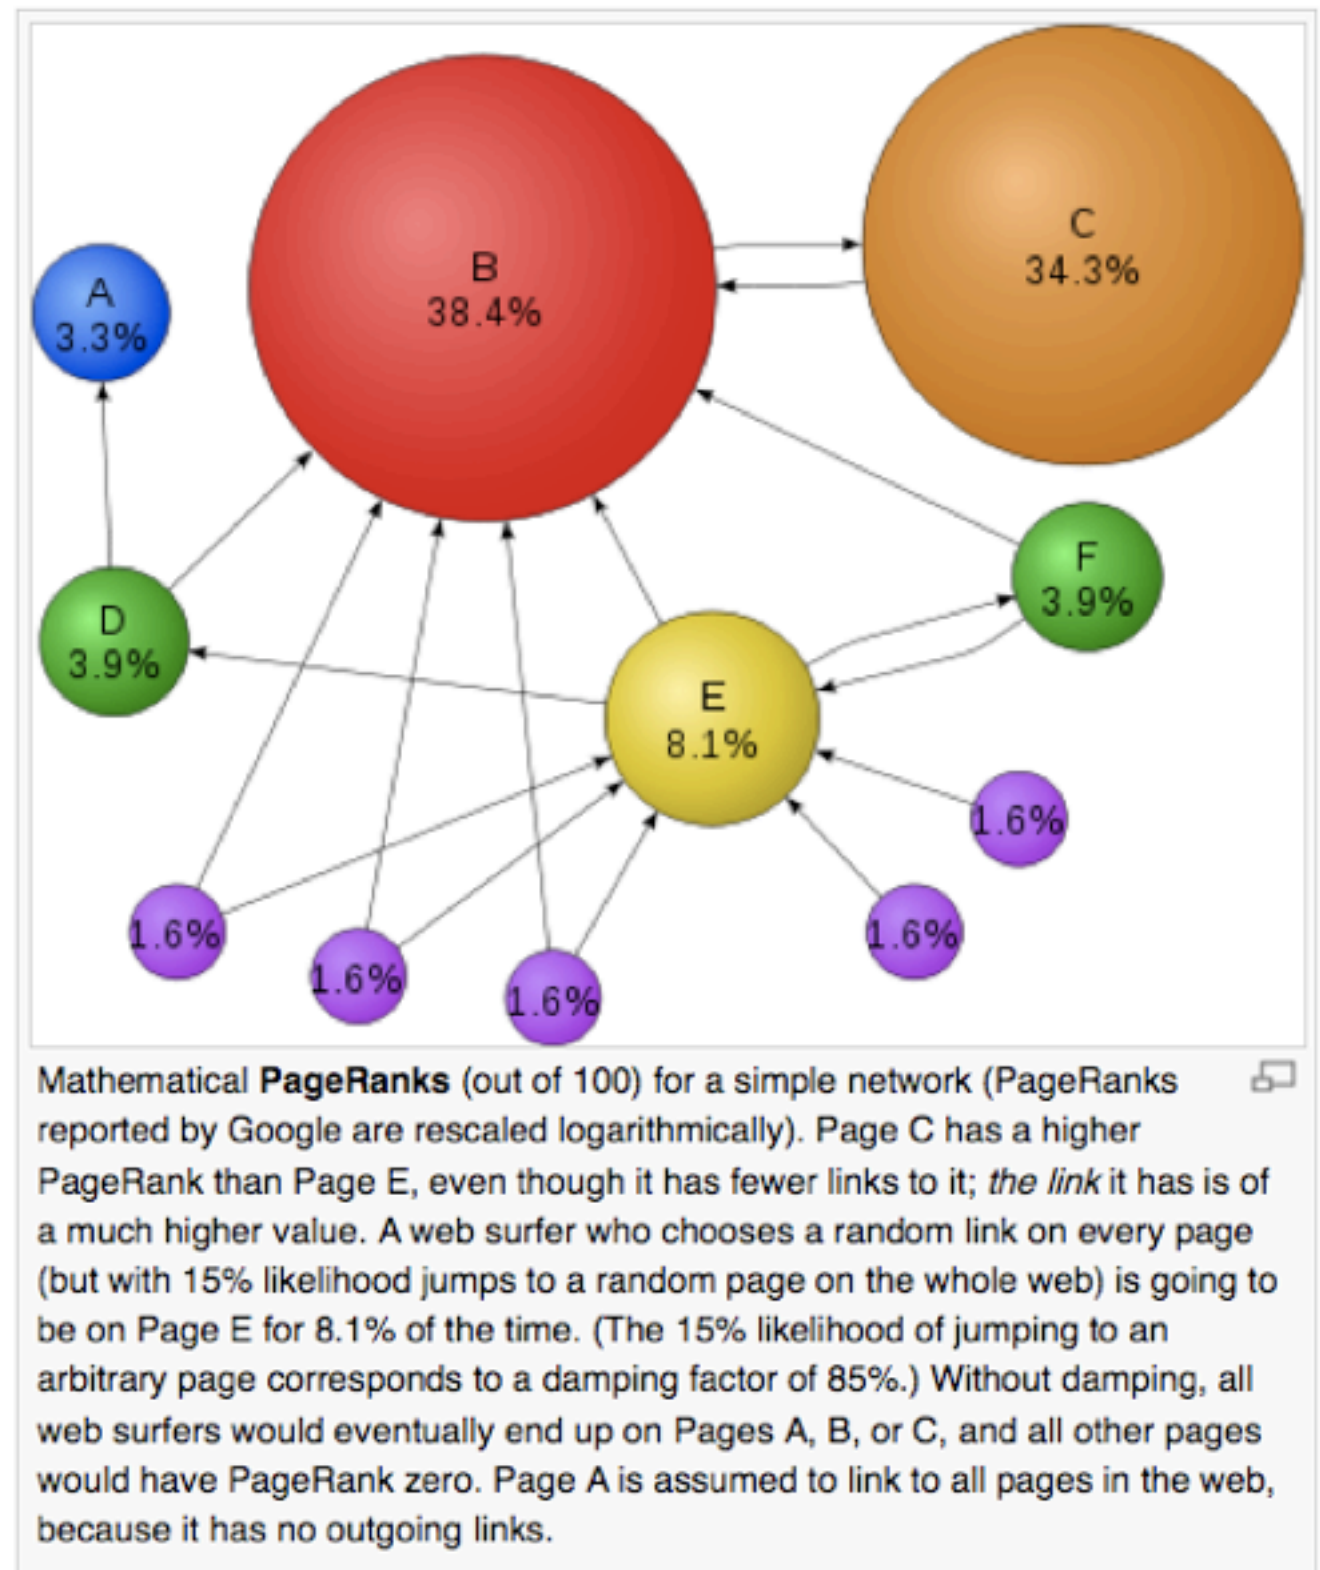 B
38.4%
C
34.3%
A
3.3%
F
3.9%
D
3.9%
E
8.1%
1.6%
1.6%
1.6%
1.6%
1.6%
Mathematical PageRanks (out of 100) for a simple network (PageRanks
reported by Google are rescaled logarithmically). Page C has a higher
PageRank than Page E, even though it has fewer links to it; the link it has is of
a much higher value. A web surfer who chooses a random link on every page
(but with 15% likelihood jumps to a random page on the whole web) is going to
be on Page E for 8.1% of the time. (The 15% likelihood of jumping to an
arbitrary page corresponds to a damping factor of 85%.) Without damping, all
web surfers would eventually end up on Pages A, B, or C, and all other pages
would have PageRank zero. Page A is assumed to link to all pages in the web,
because it has no outgoing links.